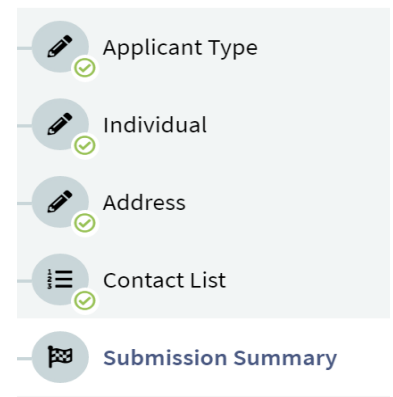 Applicant Type
Individual
Address
Contact List
Submission Summary